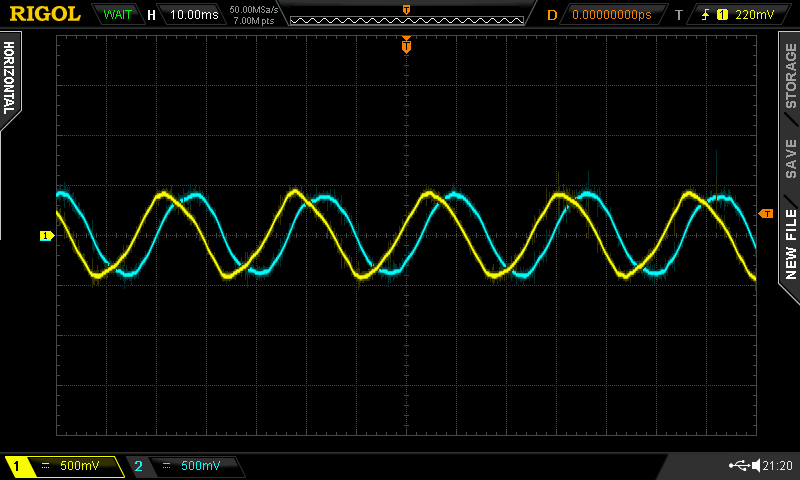 RIGOL WAIT H 10.00ms 50.00MSa/s D 0.00000000ps T 1 220mV
7.00M pts
T
T
HORIZONTAL
STORAGE
SAVE
NEW FILE
T
1
1 500mV 2 500mV 21:20